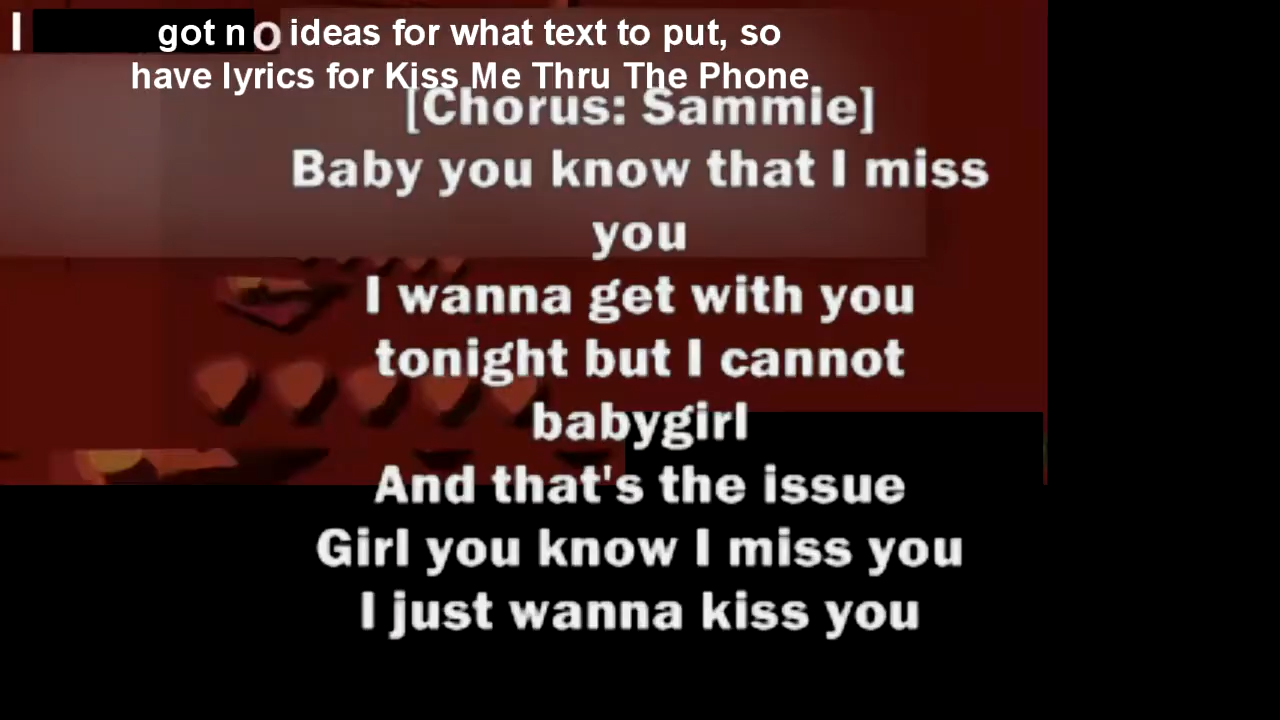 I got no ideas for what text to put, so
have lyrics for Kiss Me Thru The Phone
[Chorus: Sammie]
Baby you know that I miss
you
I wanna get with you
tonight but I cannot
babygirl
And that's the issue
Girl you know I miss you
I just wanna kiss you